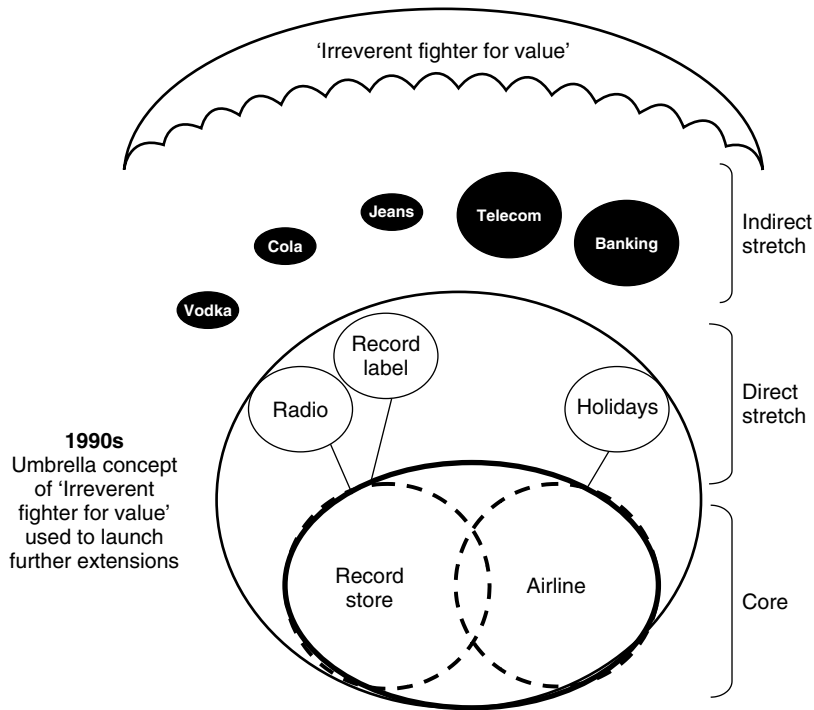 ‘Irreverent fighter for value’
Jeans
Telecom
Cola
Banking
Vodka
Indirect
stretch
Record
label
Radio
Holidays
Direct
stretch
1990s
Umbrella concept
of ‘Irreverent
fighter for value’
used to launch
further extensions
Record
store
Airline
Core